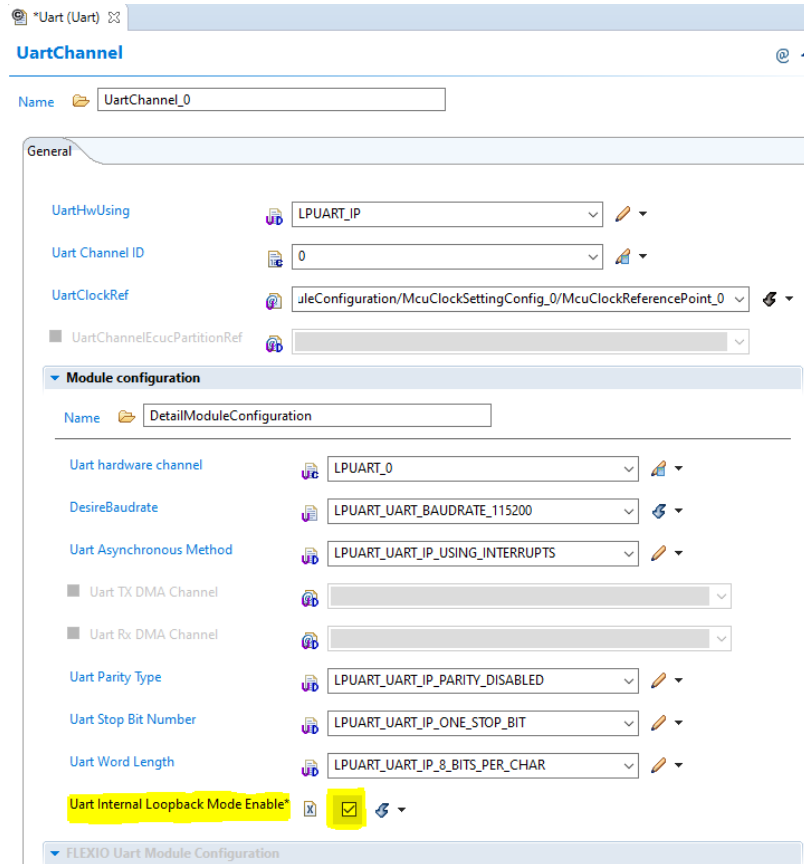 *Uart (Uart)
UartChannel
@
Name UartChannel_0
General
UartHwUsing LPUART_IP
Uart Channel ID 0
UartClockRef uleConfiguration/McuClockSettingConfig_0/McuClockReferencePoint_0
UartChannelEcucPartitionRef
Module configuration
Name DetailModuleConfiguration
Uart hardware channel LPUART_0
DesireBaudrate LPUART_UART_BAUDRATE_115200
Uart Asynchronous Method LPUART_UART_IP_USING_INTERRUPTS
Uart TX DMA Channel
Uart Rx DMA Channel
Uart Parity Type LPUART_UART_IP_PARITY_DISABLED
Uart Stop Bit Number LPUART_UART_IP_ONE_STOP_BIT
Uart Word Length LPUART_UART_IP_8_BITS_PER_CHAR
Uart Internal Loopback Mode Enable*
FLEXIO Uart Module Configuration